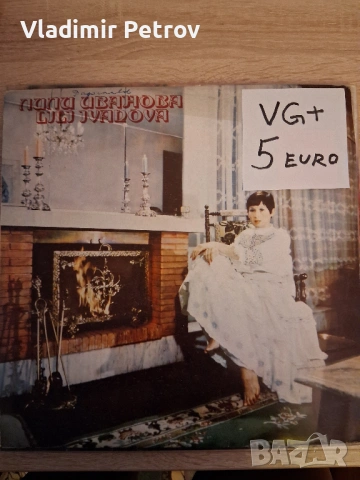 Vladimir Petrov
ЛИЛИ ИВАНОВА
LILI IVANOVA
VG+
5 EURO
BAZAR